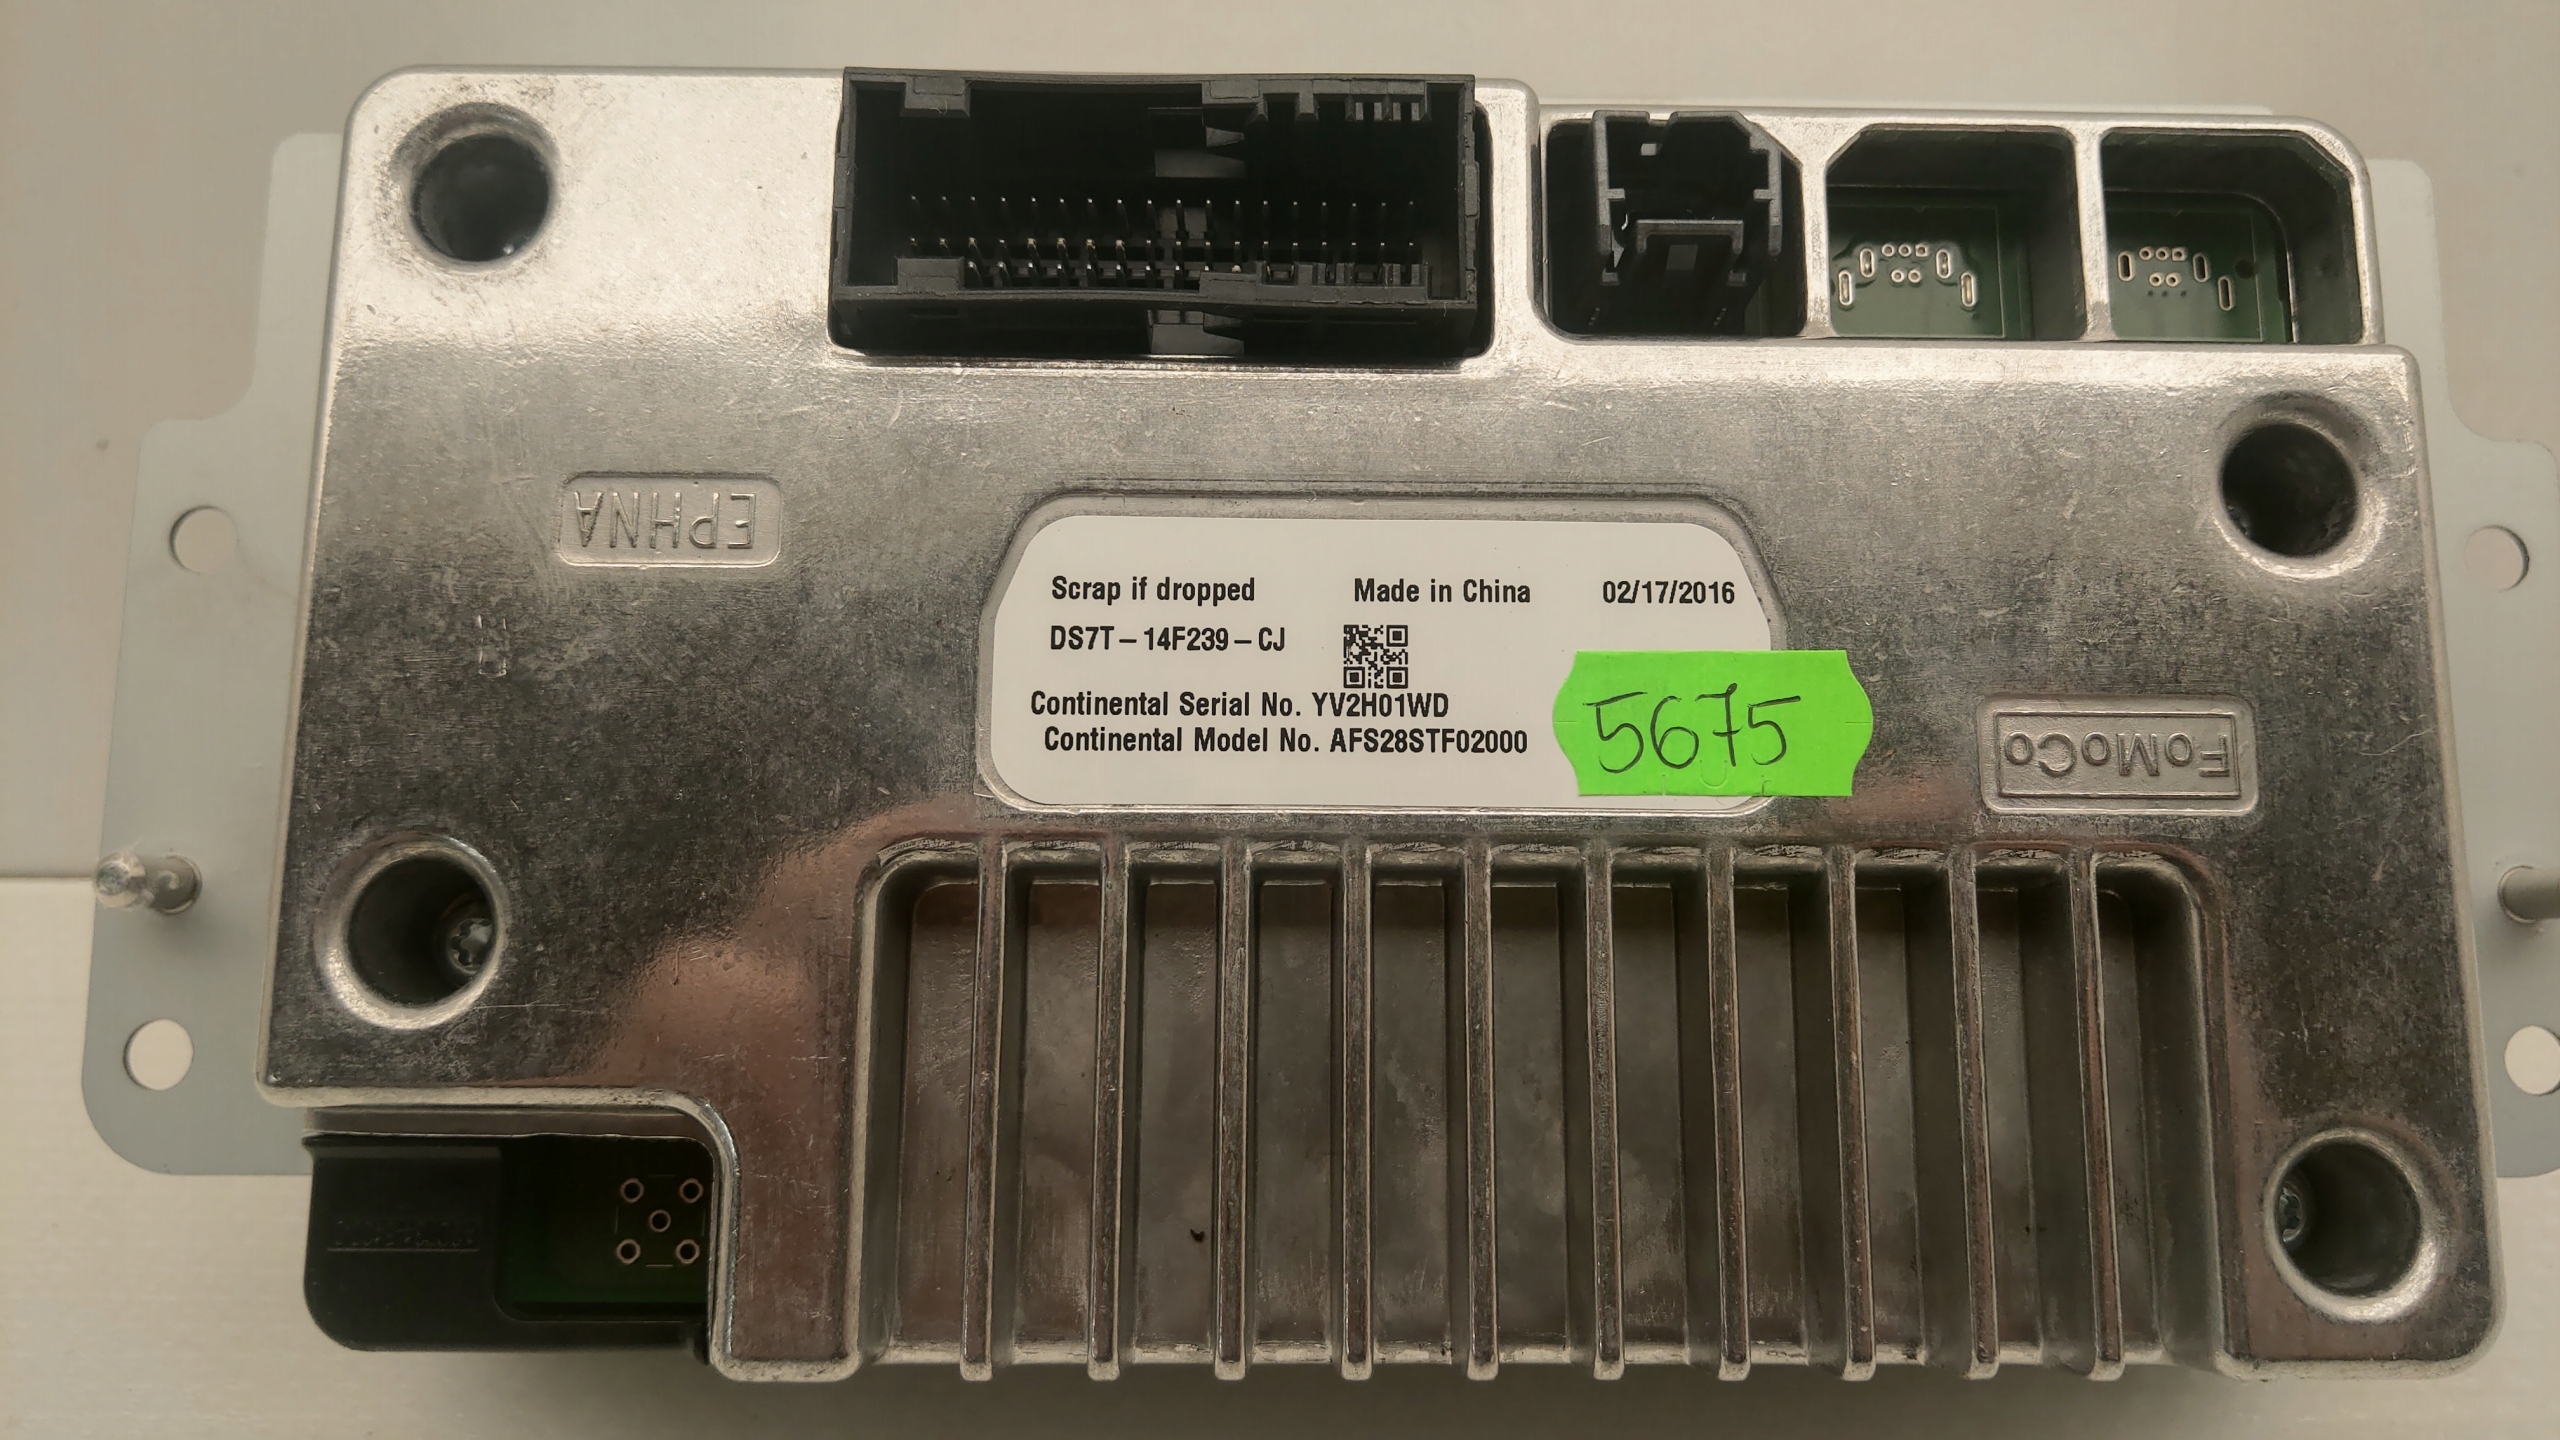 EPHNA
Scrap if dropped Made in China 02/17/2016
DS7T-14F239-CJ
Continental Serial No. YV2H01WD
Continental Model No. AFS28STF02000
5675
FoMoCo